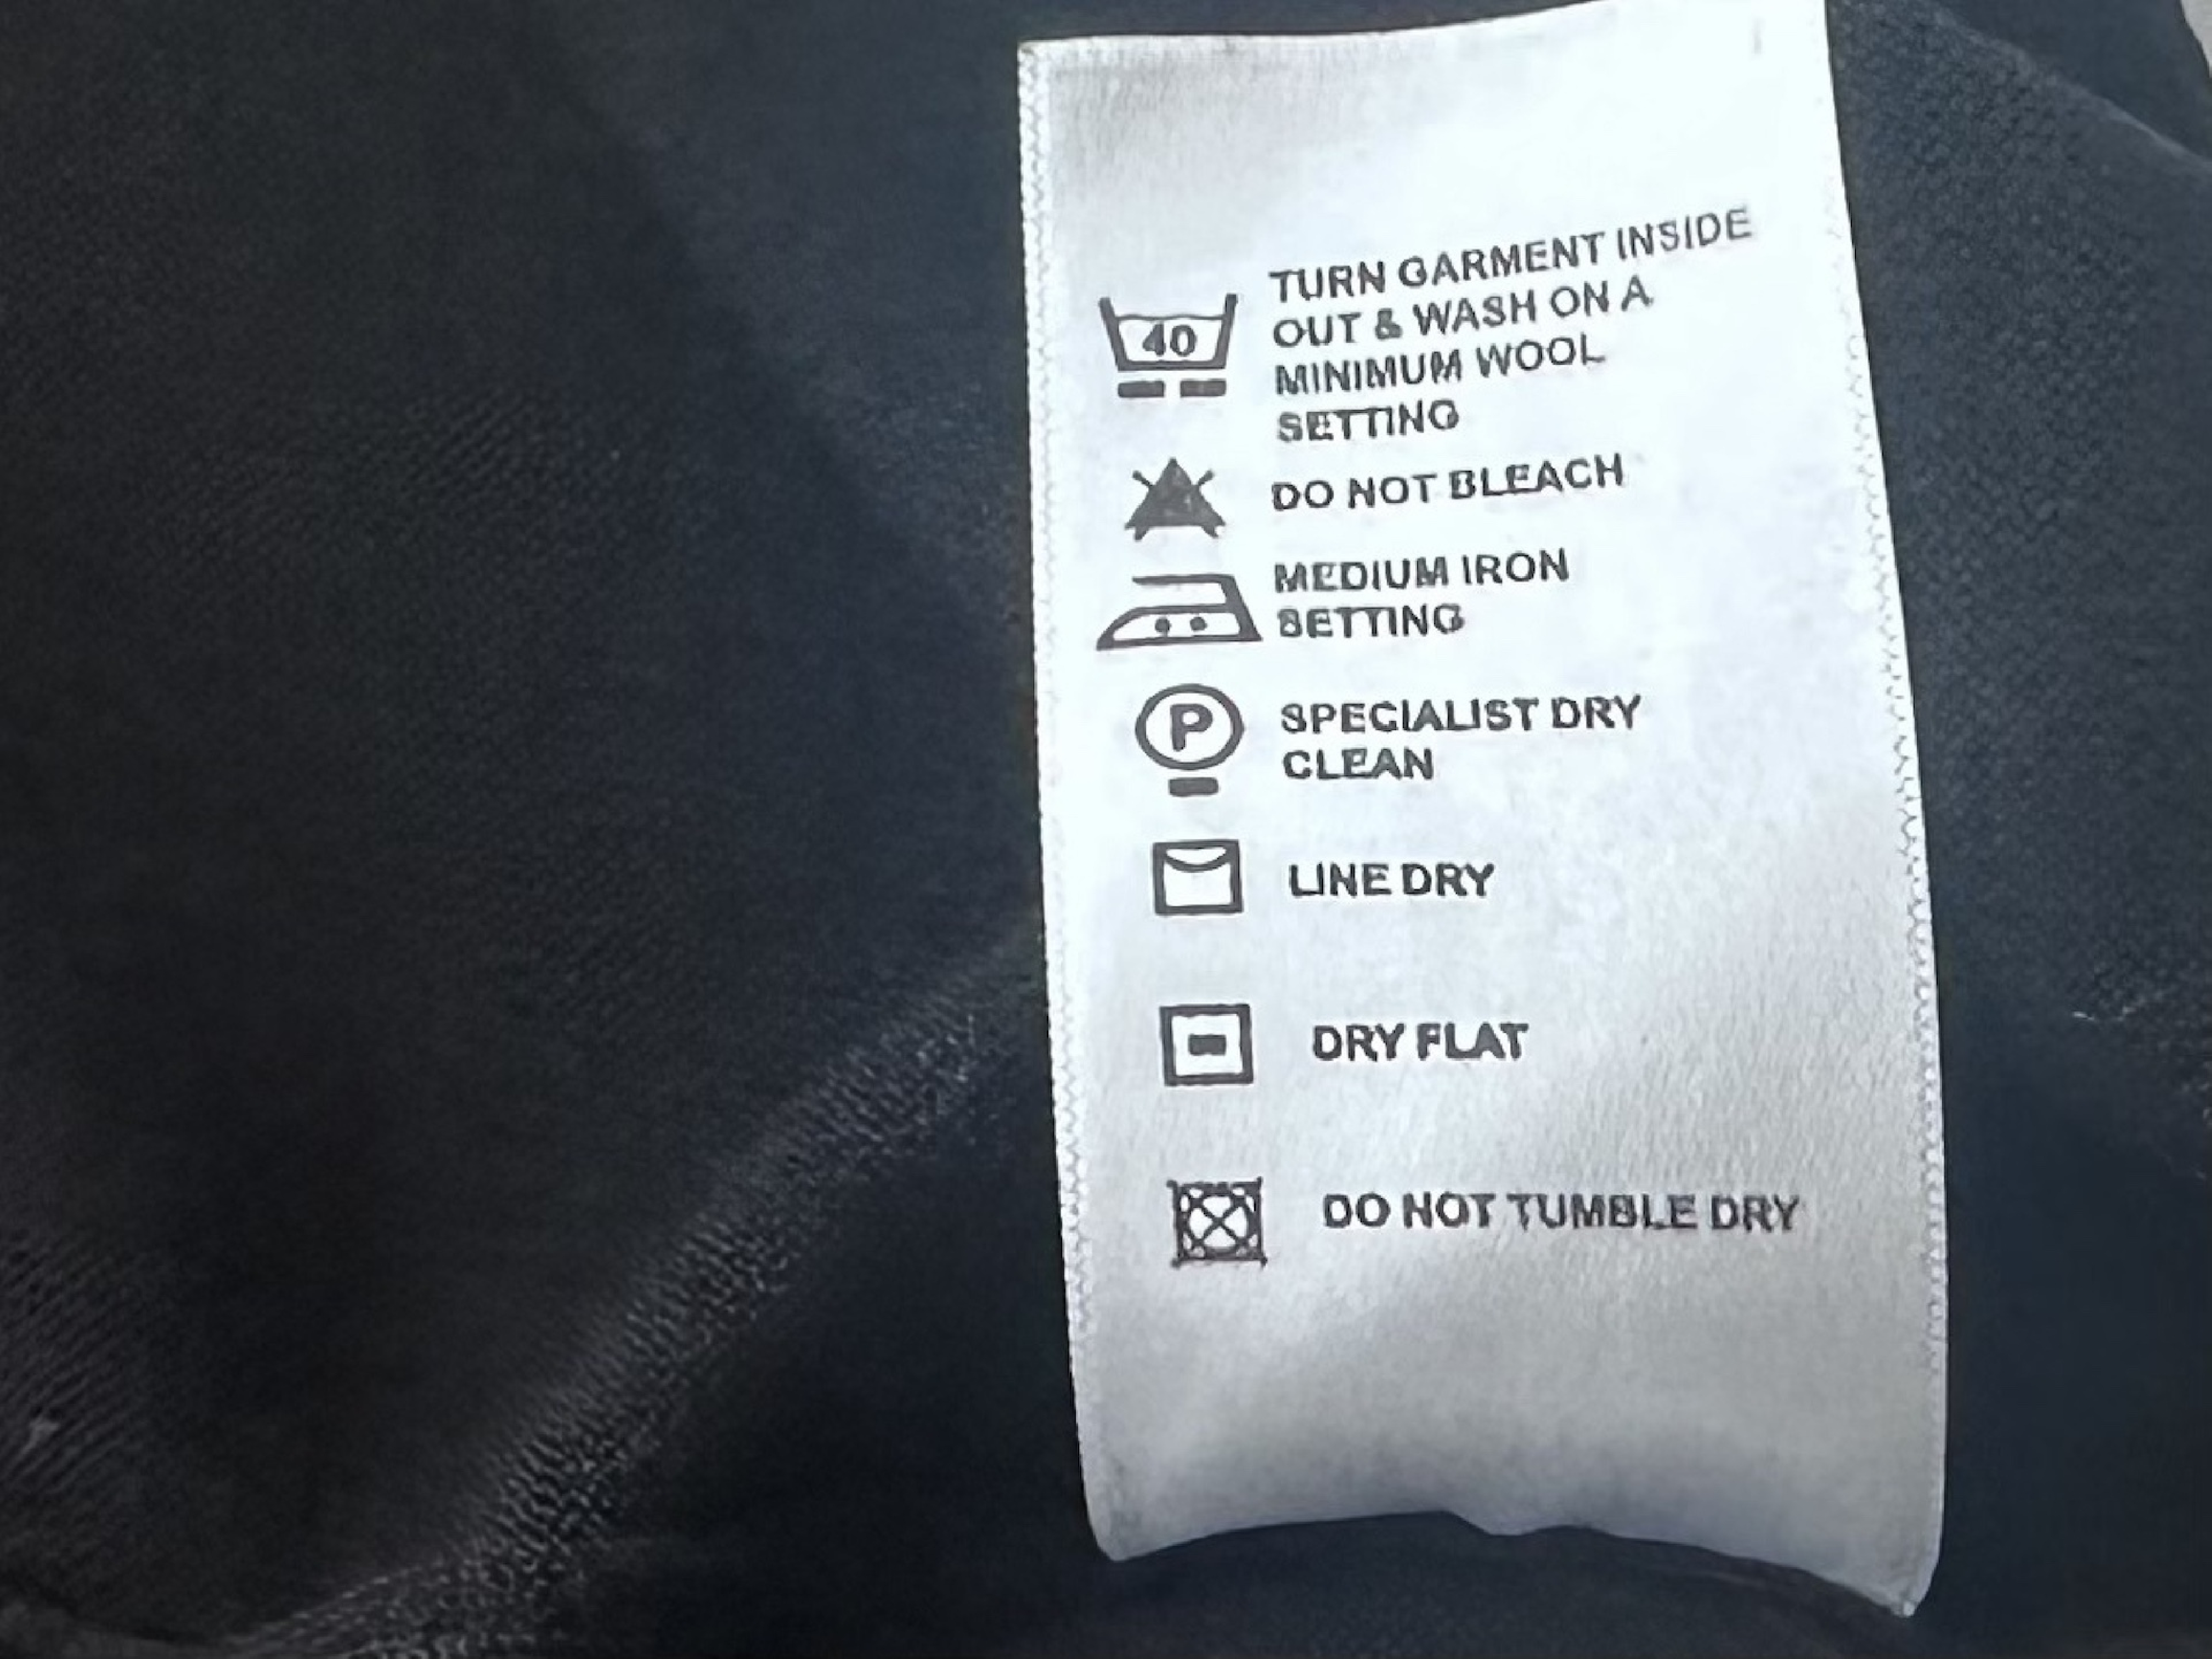 40
TURN GARMENT INSIDE
OUT & WASH ON A
MINIMUM WOOL
SETTING
DO NOT BLEACH
MEDIUM IRON
SETTING
P
SPECIALIST DRY
CLEAN
LINE DRY
DRY FLAT
DO NOT TUMBLE DRY